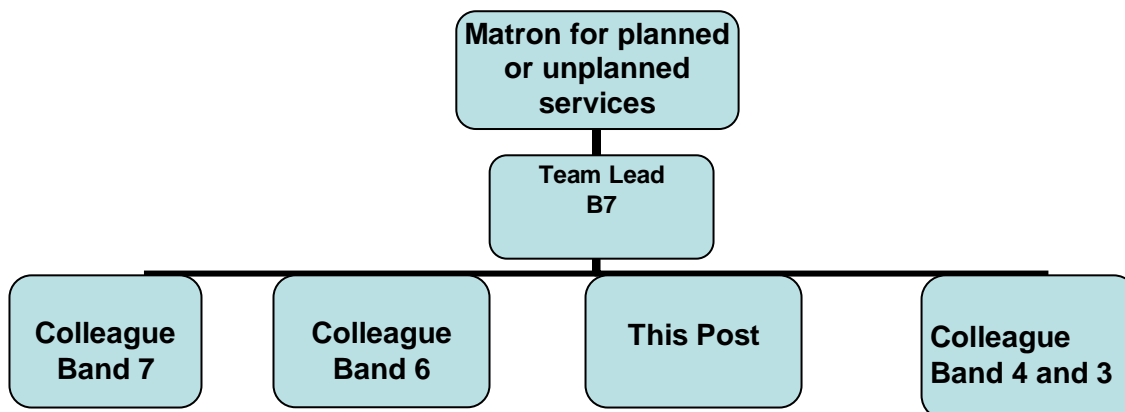 Matron for planned
or unplanned
services
Team Lead
B7
Colleague
Band 7
Colleague
Band 6
This Post
Colleague
Band 4 and 3